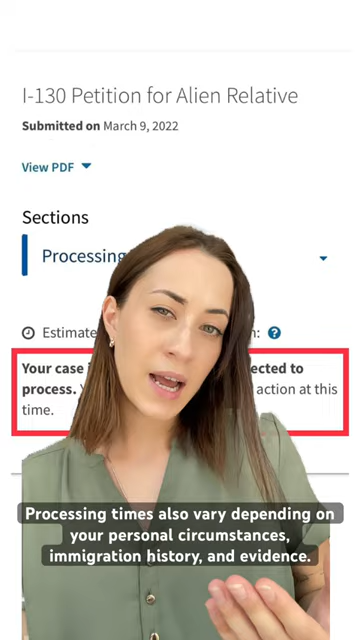 I-130 Petition for Alien Relative
Submitted on March 9, 2022
View PDF
Sections
Processing
Estimate
Your case
ected to
process.
action at this
time.
Processing times also vary depending on
your personal circumstances,
immigration history, and evidence.